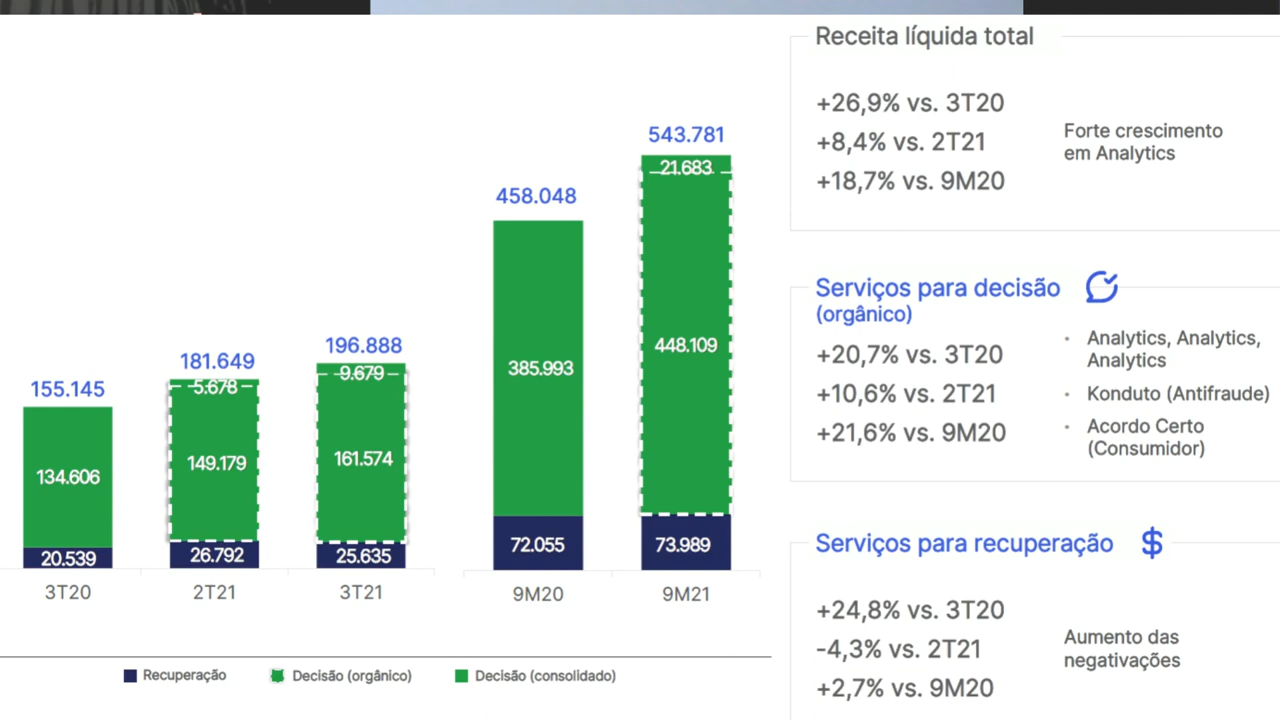 543.781
21.683
458.048
448.109
385.993
196.888
181.649
9.679
155.145
5.678
134.606
149.179
161.574
72.055
73.989
20.539
26.792
25.635
3T20
2T21
3T21
9M20
9M21
Recuperação
Decisão (orgânico)
Decisão (consolidado)
Receita líquida total
+26,9% vs. 3T20
+8,4% vs. 2T21
+18,7% vs. 9M20
Forte crescimento
em Analytics
Serviços para decisão
(orgânico)
+20,7% vs. 3T20
+10,6% vs. 2T21
+21,6% vs. 9M20
• Analytics, Analytics,
Analytics
• Konduto (Antifraude)
• Acordo Certo
(Consumidor)
Serviços para recuperação
$
+24,8% vs. 3T20
-4,3% vs. 2T21
+2,7% vs. 9M20
Aumento das
negativações